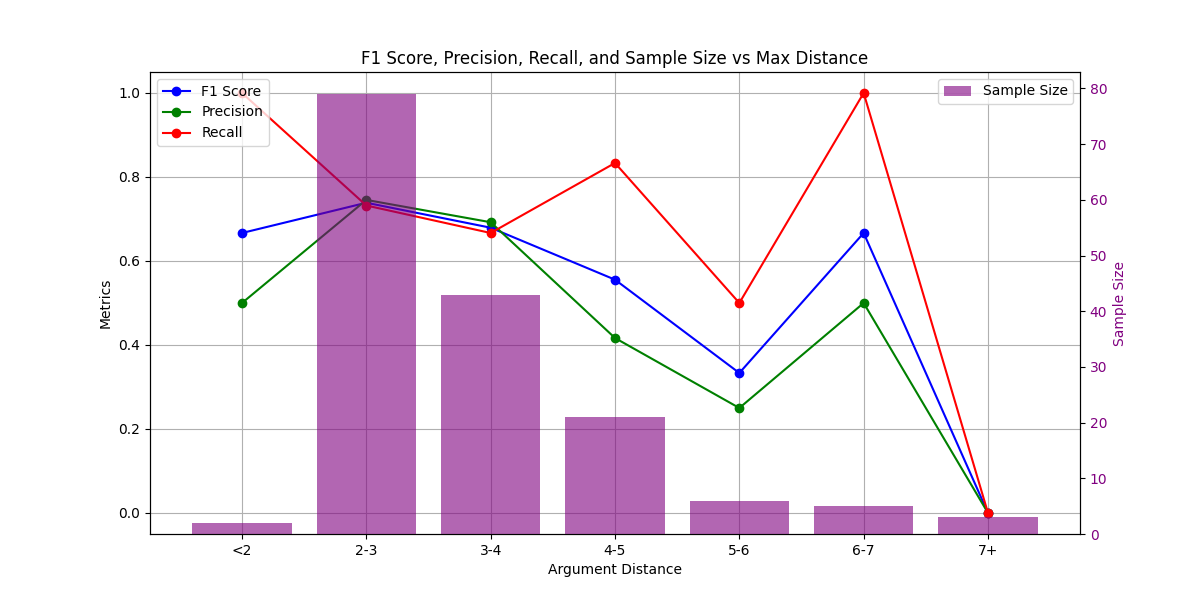 F1 Score, Precision, Recall, and Sample Size vs Max Distance
F1 Score
Precision
Recall
Sample Size
1.0
0.8
0.6
0.4
0.2
0.0
Metrics
80
70
60
50
40
30
20
10
0
Sample Size
<2 2-3 3-4 4-5 5-6 6-7 7+
Argument Distance